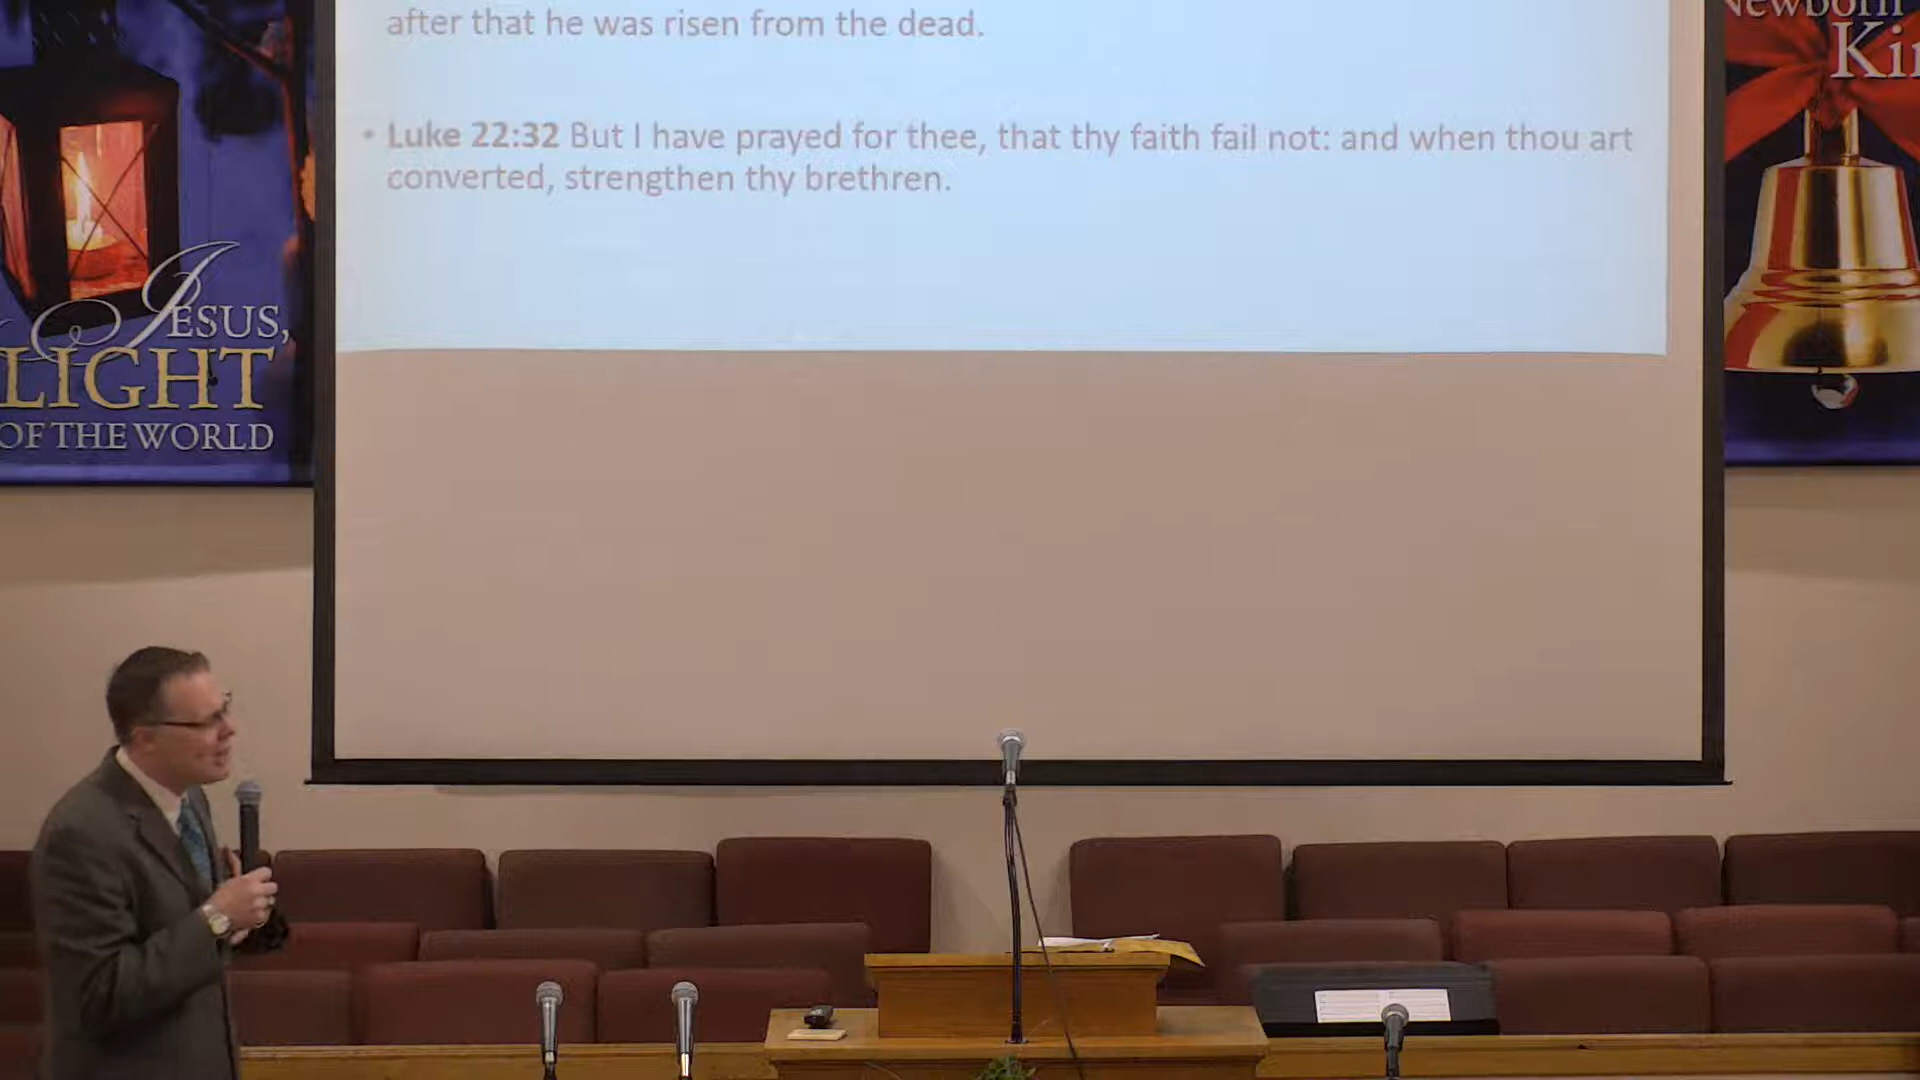 after that he was risen from the dead.
• Luke 22:32 But I have prayed for thee, that thy faith fail not: and when thou art
converted, strengthen thy brethren.
JESUS,
LIGHT
OF THE WORLD
Newborn
Kin